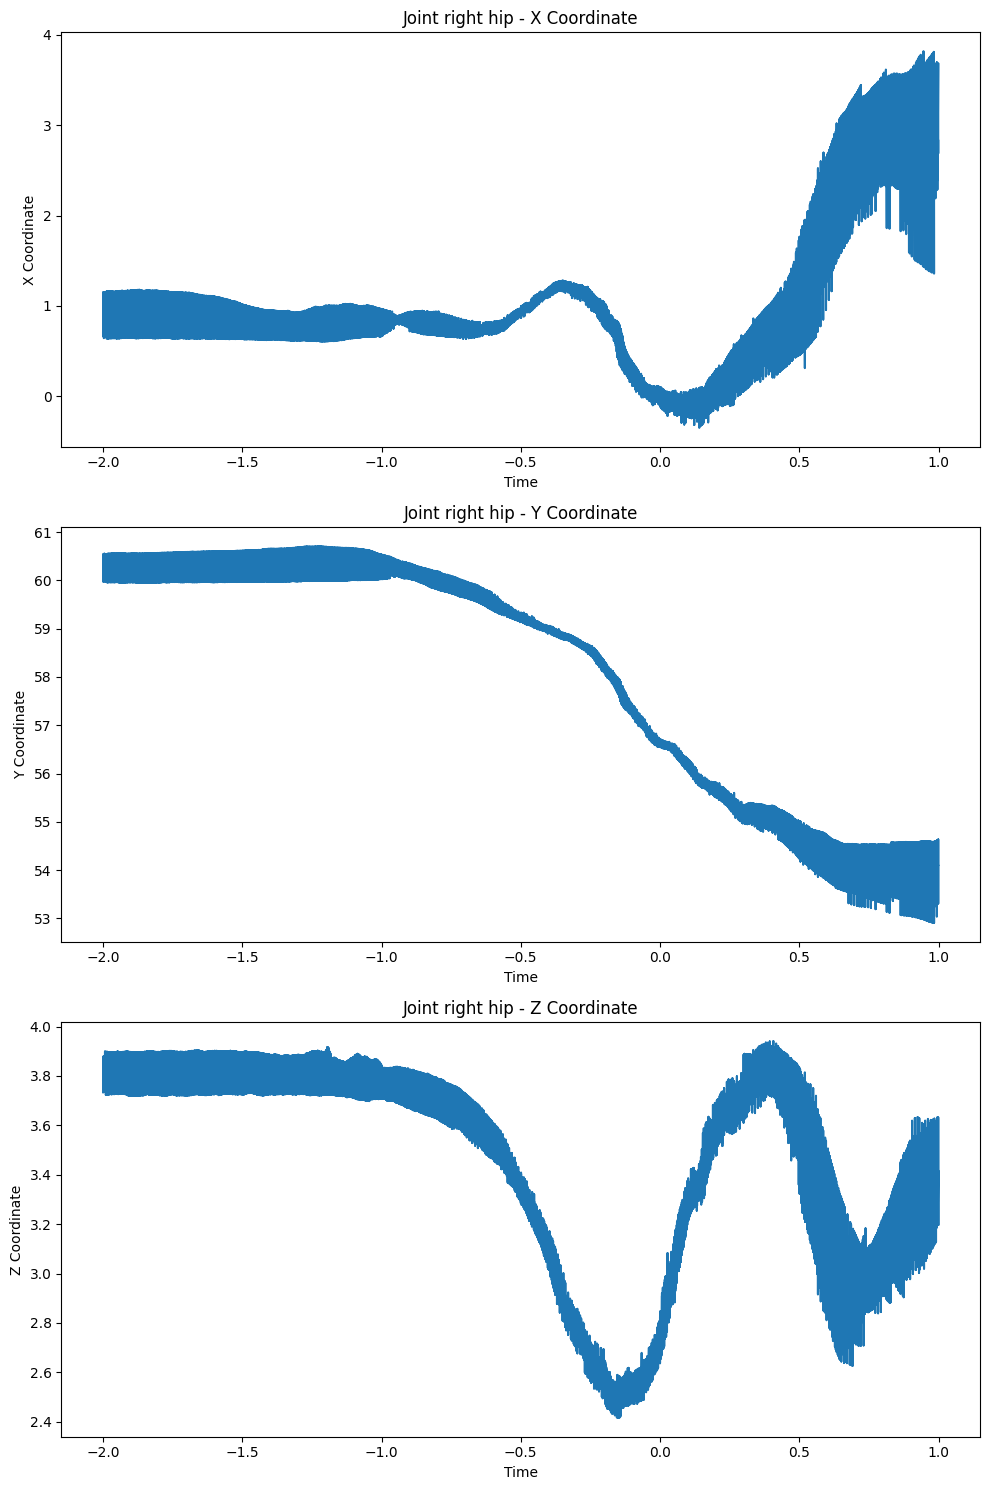 Joint right hip - X Coordinate
4
3
2
1
0
X Coordinate
−2.0 −1.5 −1.0 −0.5 0.0 0.5 1.0
Time
Joint right hip - Y Coordinate
61
60
59
58
57
56
55
54
53
Y Coordinate
−2.0 −1.5 −1.0 −0.5 0.0 0.5 1.0
Time
Joint right hip - Z Coordinate
4.0
3.8
3.6
3.4
3.2
3.0
2.8
2.6
2.4
Z Coordinate
−2.0 −1.5 −1.0 −0.5 0.0 0.5 1.0
Time